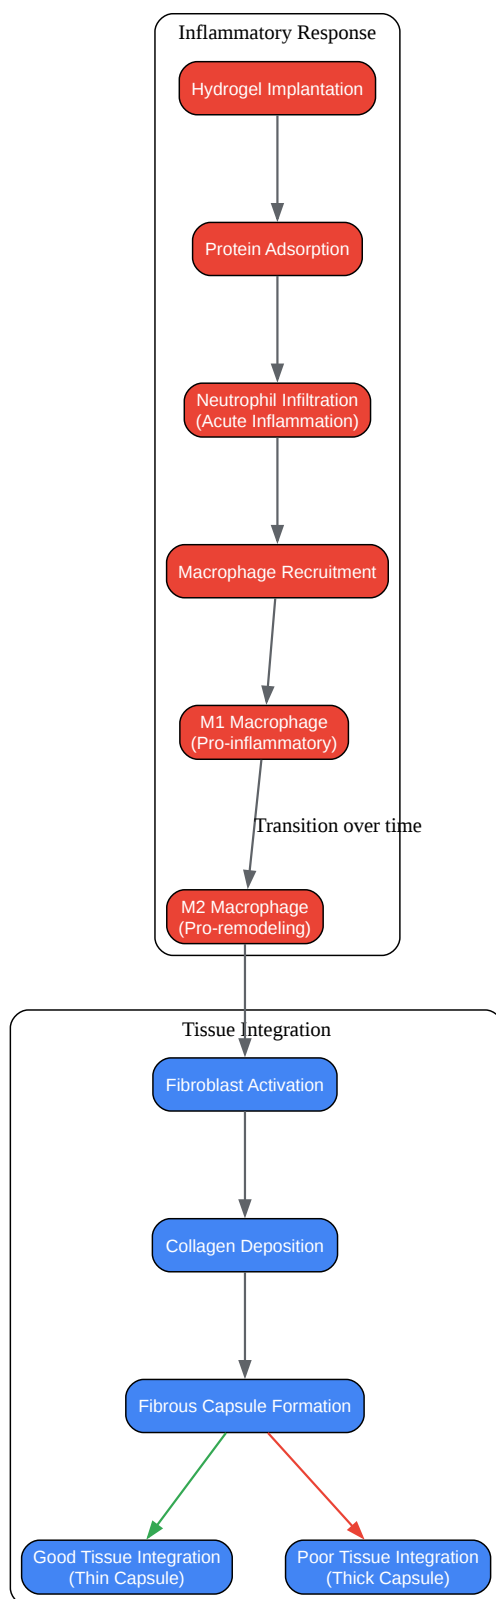 Inflammatory Response
Hydrogel Implantation
Protein Adsorption
Neutrophil Infiltration
(Acute Inflammation)
Macrophage Recruitment
M1 Macrophage
(Pro-inflammatory)
Transition over time
M2 Macrophage
(Pro-remodeling)
Tissue Integration
Fibroblast Activation
Collagen Deposition
Fibrous Capsule Formation
Good Tissue Integration
(Thin Capsule)
Poor Tissue Integration
(Thick Capsule)